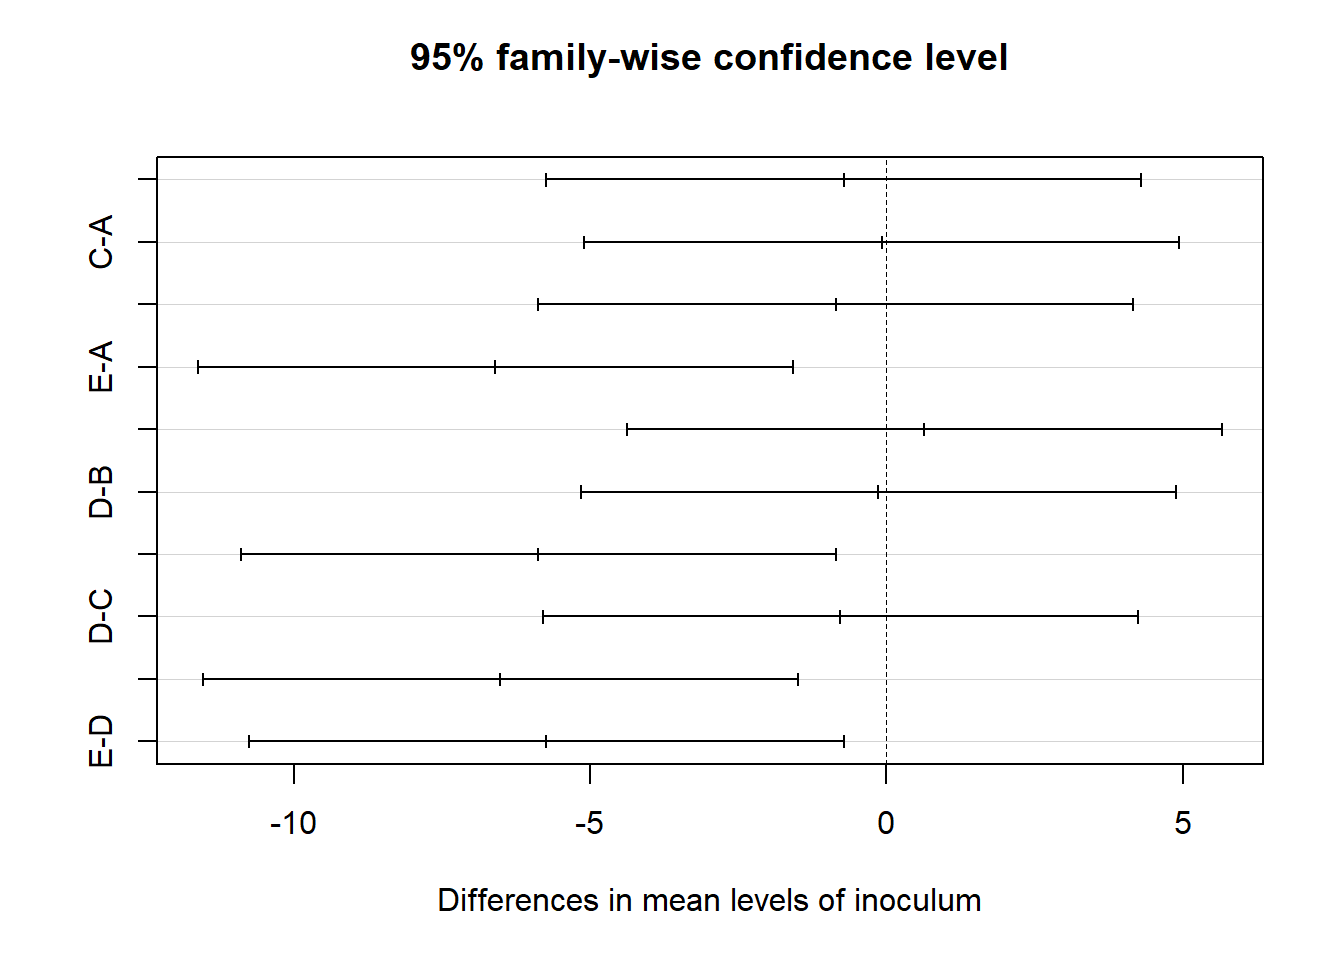 95% family-wise confidence level
C-A
E-A
D-B
D-C
E-D
-10 -5 0 5
Differences in mean levels of inoculum